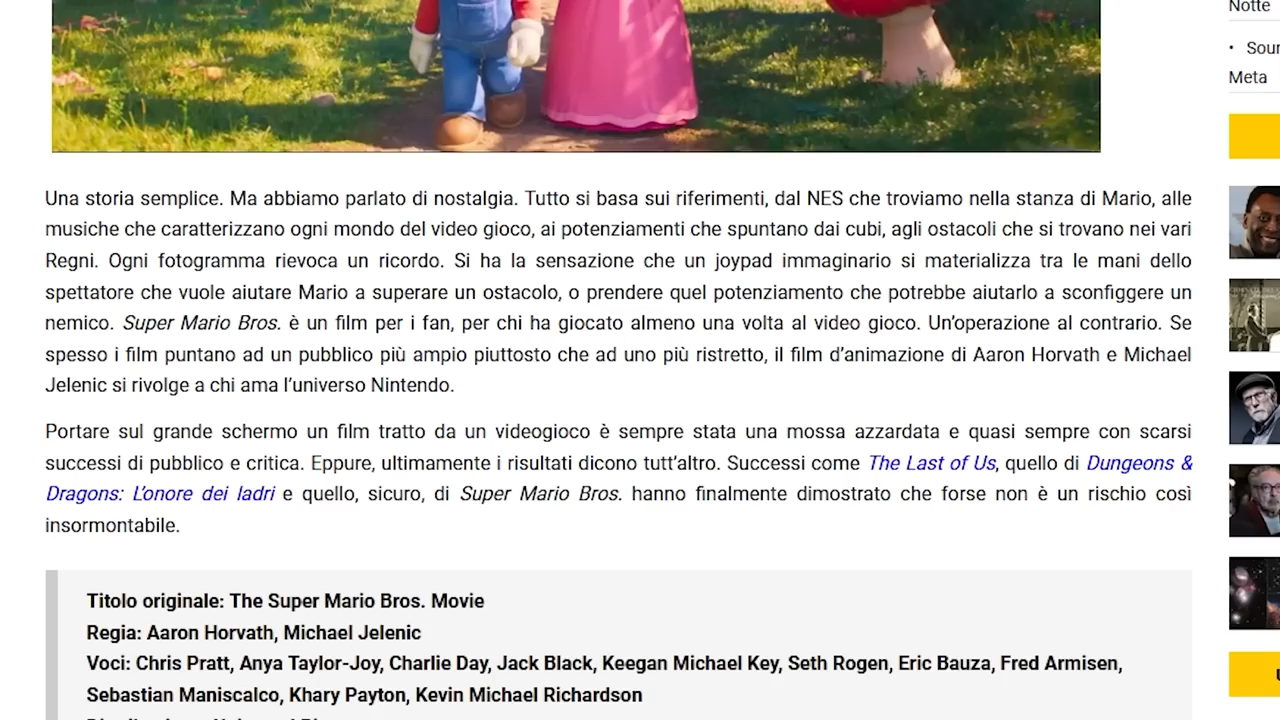 Notte
• Sour
Meta
Una storia semplice. Ma abbiamo parlato di nostalgia. Tutto si basa sui riferimenti, dal NES che troviamo nella stanza di Mario, alle
musiche che caratterizzano ogni mondo del video gioco, ai potenziamenti che spuntano dai cubi, agli ostacoli che si trovano nei vari
Regni. Ogni fotogramma rievoca un ricordo. Si ha la sensazione che un joypad immaginario si materializza tra le mani dello
spettatore che vuole aiutare Mario a superare un ostacolo, o prendere quel potenziamento che potrebbe aiutarlo a sconfiggere un
nemico. Super Mario Bros. è un film per i fan, per chi ha giocato almeno una volta al video gioco. Un’operazione al contrario. Se
spesso i film puntano ad un pubblico più ampio piuttosto che ad uno più ristretto, il film d’animazione di Aaron Horvath e Michael
Jelenic si rivolge a chi ama l’universo Nintendo.
Portare sul grande schermo un film tratto da un videogioco è sempre stata una mossa azzardata e quasi sempre con scarsi
successi di pubblico e critica. Eppure, ultimamente i risultati dicono tutt’altro. Successi come The Last of Us, quello di Dungeons &
Dragons: L’onore dei ladri e quello, sicuro, di Super Mario Bros. hanno finalmente dimostrato che forse non è un rischio così
insormontabile.
Titolo originale: The Super Mario Bros. Movie
Regia: Aaron Horvath, Michael Jelenic
Voci: Chris Pratt, Anya Taylor-Joy, Charlie Day, Jack Black, Keegan Michael Key, Seth Rogen, Eric Bauza, Fred Armisen,
Sebastian Maniscalco, Khary Payton, Kevin Michael Richardson